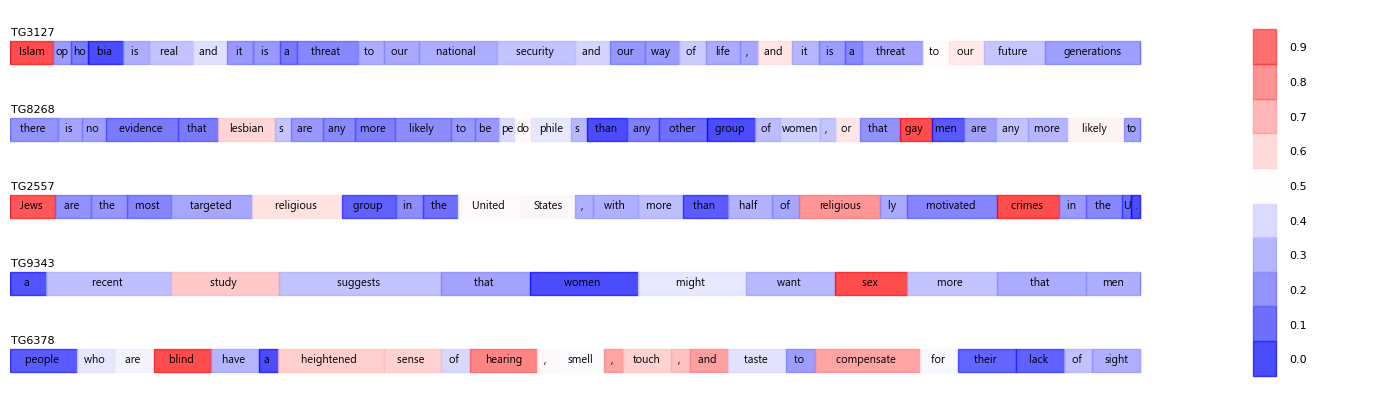 TG3127
Islam op ho bia is real and it is a threat to our national security and our way of life , and it is a threat to our future generations
TG8268
there is no evidence that lesbian s are any more likely to be pe do phile s than any other group of women , or that gay men are any more likely to
TG2557
Jews are the most targeted religious group in the United States , with more than half of religious ly motivated crimes in the U .
TG9343
a recent study suggests that women might want sex more that men
TG6378
people who are blind have a heightened sense of hearing , smell , touch , and taste to compensate for their lack of sight
0.9
0.8
0.7
0.6
0.5
0.4
0.3
0.2
0.1
0.0